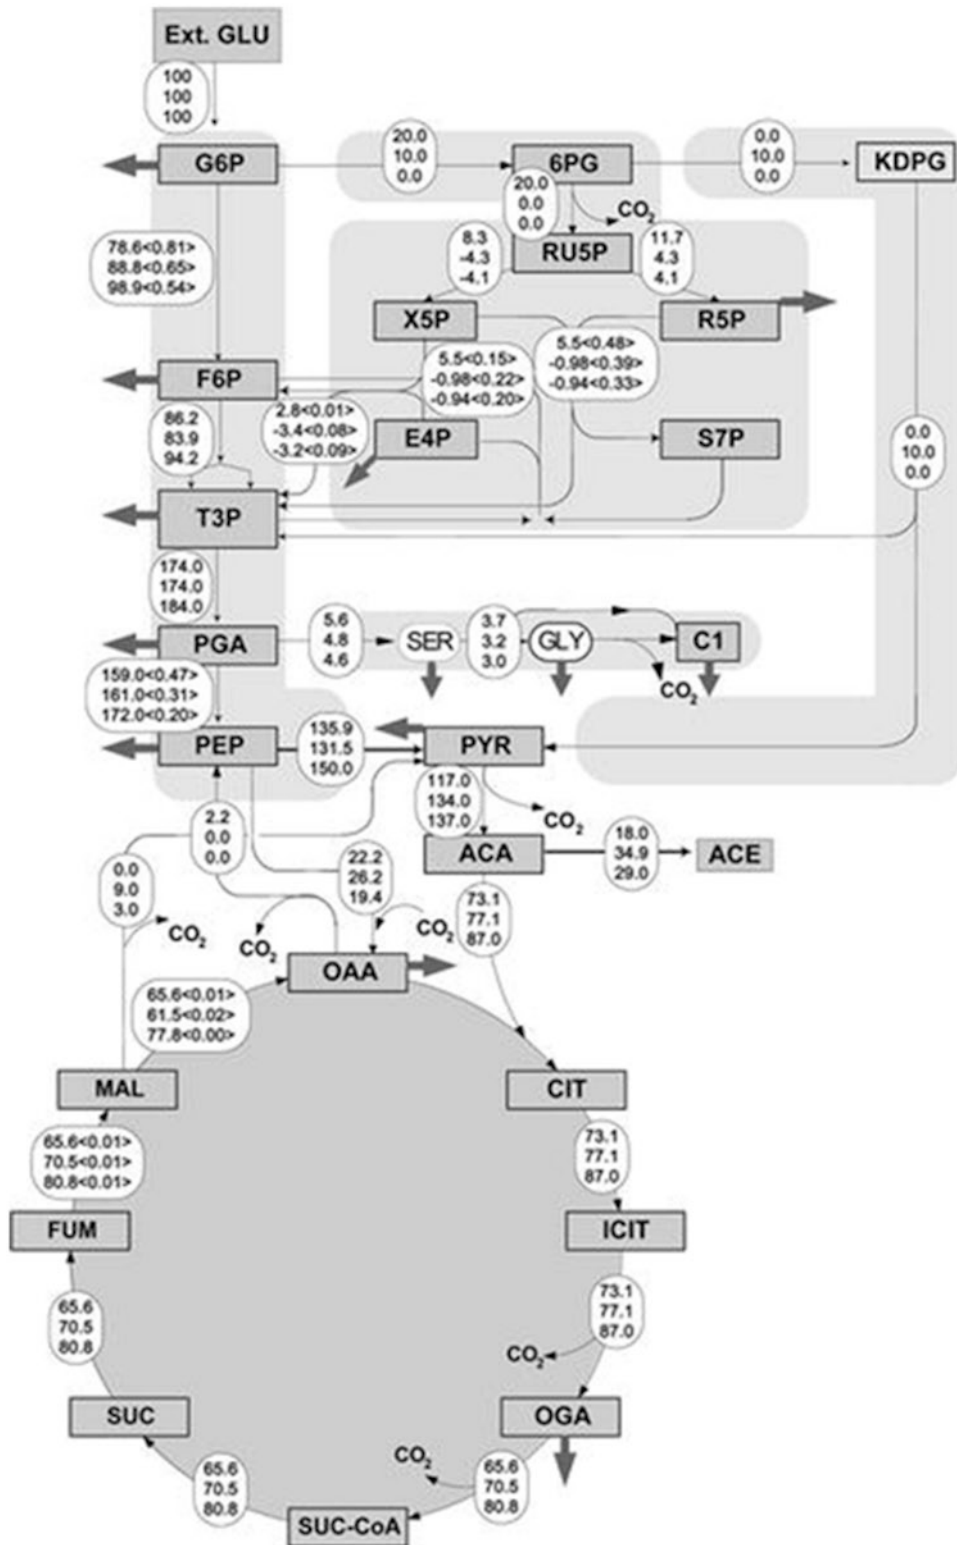 Ext. GLU
100
100
100
G6P
20.0
10.0
0.0
6PG
0.0
10.0
0.0
KDPG
20.0
0.0
0.0
CO2
78.6<0.81>
88.8<0.65>
98.9<0.54>
8.3
-4.3
-4.1
RU5P
11.7
4.3
4.1
X5P
R5P
5.5<0.15>
-0.98<0.22>
-0.94<0.20>
5.5<0.48>
-0.98<0.39>
-0.94<0.33>
F6P
86.2
83.9
94.2
2.8<0.01>
-3.4<0.08>
-3.2<0.09>
E4P
S7P
0.0
10.0
0.0
T3P
174.0
174.0
184.0
PGA
5.6
4.8
4.6
SER
3.7
3.2
3.0
GLY
C1
CO2
159.0<0.47>
161.0<0.31>
172.0<0.20>
PEP
135.9
131.5
150.0
PYR
117.0
134.0
137.0
CO2
2.2
0.0
0.0
ACA
18.0
34.9
29.0
ACE
0.0
9.0
3.0
22.2
26.2
19.4
73.1
77.1
87.0
CO2
CO2
CO2
OAA
65.6<0.01>
61.5<0.02>
77.8<0.00>
MAL
CIT
65.6<0.01>
70.5<0.01>
80.8<0.01>
73.1
77.1
87.0
FUM
ICIT
65.6
70.5
80.8
73.1
77.1
87.0
CO2
SUC
OGA
CO2
65.6
70.5
80.8
65.6
70.5
80.8
SUC-CoA